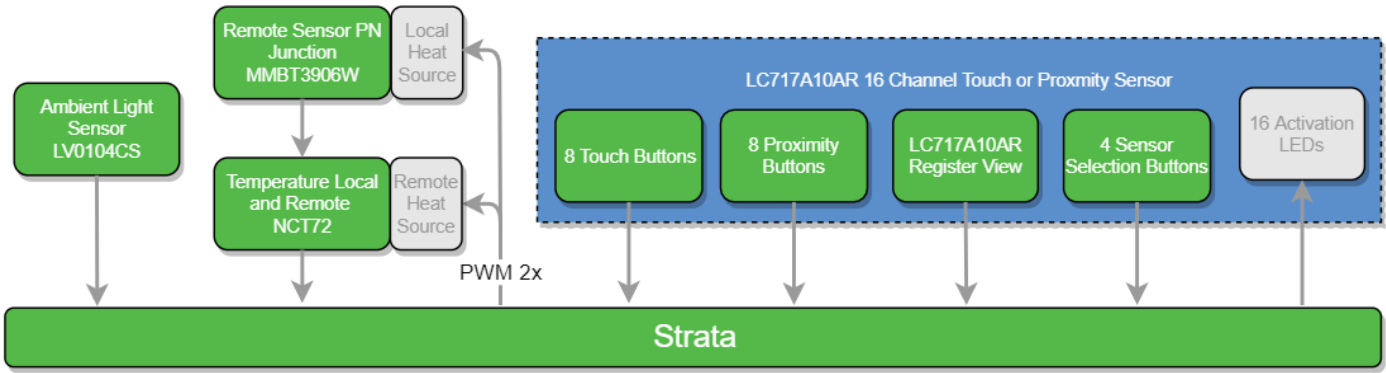 Remote Sensor PN
Junction
MMBT3906W
Local
Heat
Source
Ambient Light
Sensor
LV0104CS
Temperature Local
and Remote
NCT72
Remote
Heat
Source
PWM 2x
LC717A10AR 16 Channel Touch or Proxmity Sensor
8 Touch Buttons
8 Proximity
Buttons
LC717A10AR
Register View
4 Sensor
Selection Buttons
16 Activation
LEDs
Strata